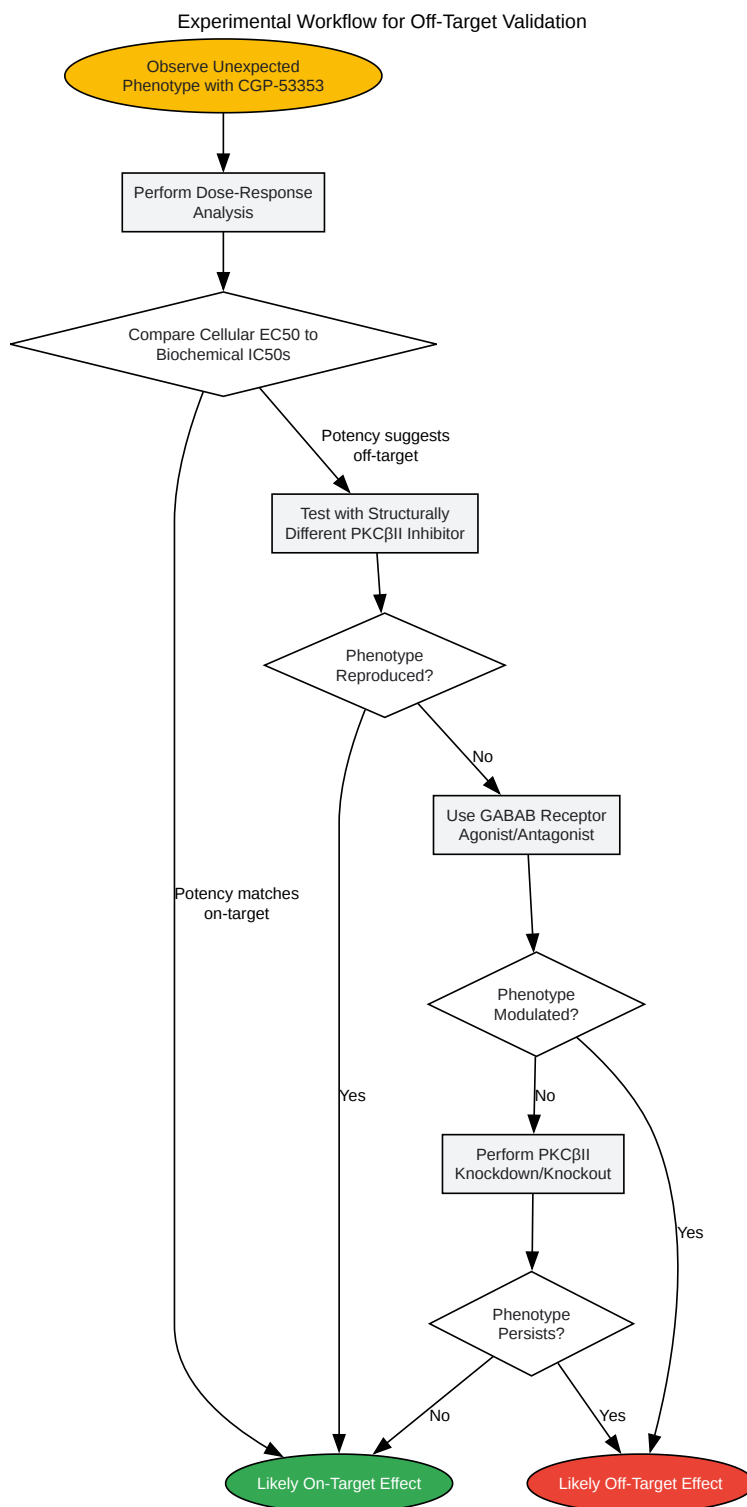 Experimental Workflow for Off-Target Validation
Observe Unexpected
Phenotype with CGP-53353
Perform Dose-Response
Analysis
Compare Cellular EC50 to
Biochemical IC50s
Potency suggests
off-target
Test with Structurally
Different PKCβII Inhibitor
Phenotype
Reproduced?
No
Use GABAB Receptor
Agonist/Antagonist
Potency matches
on-target
Phenotype
Modulated?
Yes
No
Perform PKCβII
Knockdown/Knockout
Yes
Phenotype
Persists?
No
Yes
Likely On-Target Effect
Likely Off-Target Effect